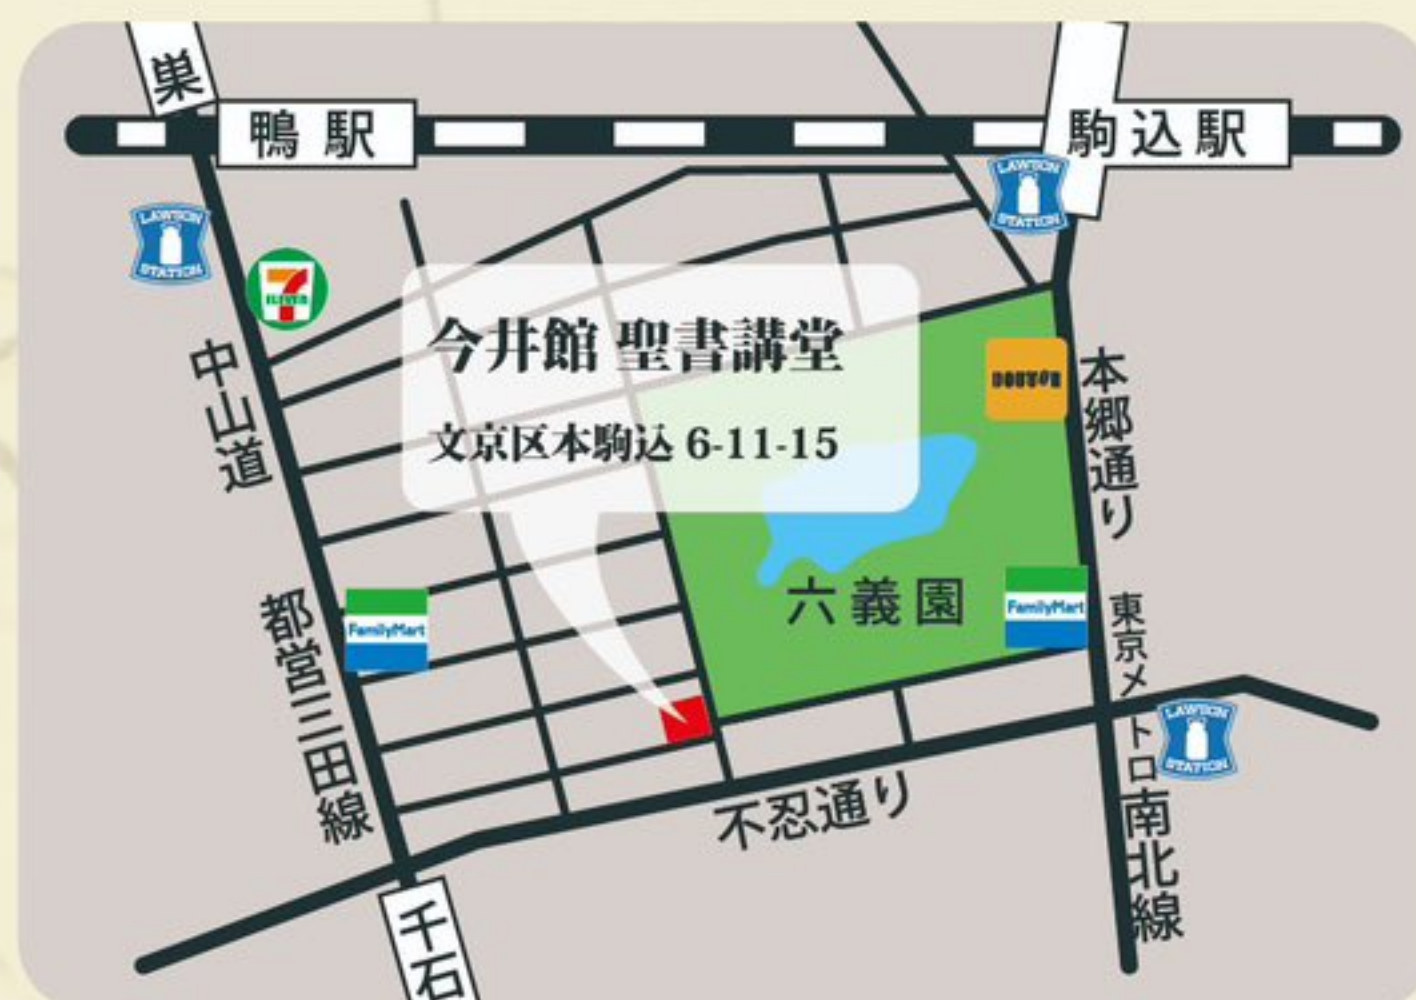 巣鴨駅
駒込駅
LAWSON
STATION
LAWSON
STATION
7
ELEVEN
中山道
今井館 聖書講堂
文京区本駒込 6-11-15
DOUTOR
本郷通り
六義園
FamilyMart
FamilyMart
都営三田線
東京メトロ南北線
LAWSON
STATION
不忍通り
千石